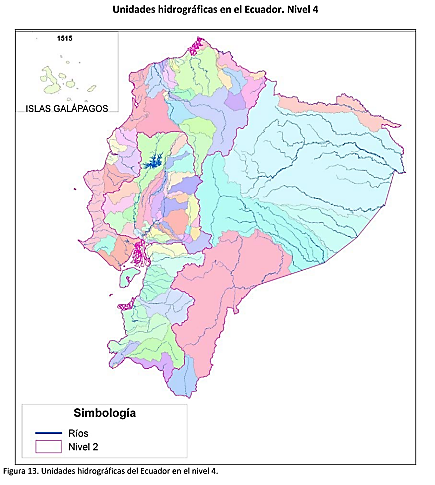 Unidades hidrográficas en el Ecuador. Nivel 4
1515
ISLAS GALÁPAGOS
Simbología
Ríos
Nivel 2
Figura 13. Unidades hidrográficas del Ecuador en el nivel 4.